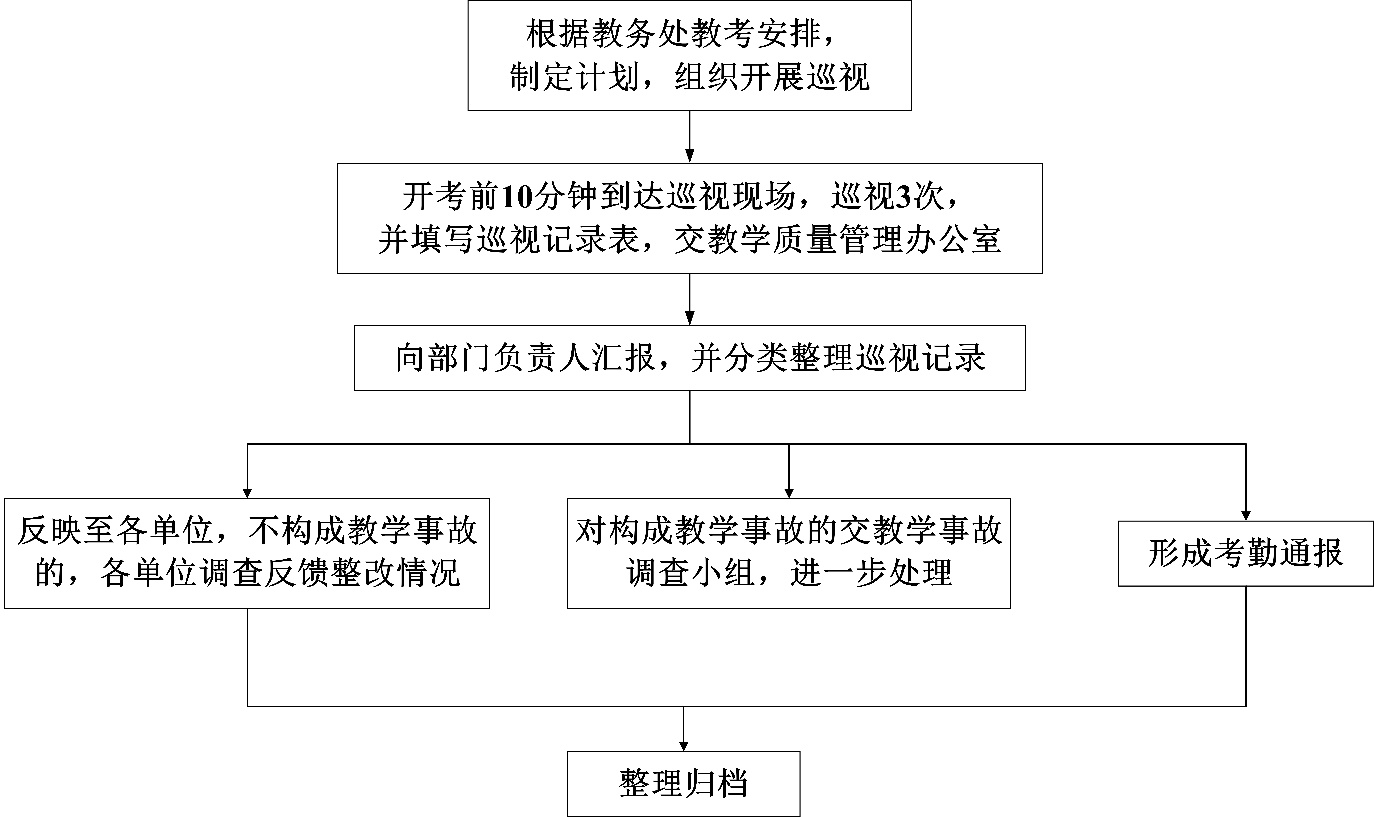 根据教务处教考安排，
制定计划，组织开展巡视
开考前10分钟到达巡视现场，巡视3次，
并填写巡视记录表，交教学质量管理办公室
向部门负责人汇报，并分类整理巡视记录
反映至各单位，不构成教学事故
的，各单位调查反馈整改情况
对构成教学事故的交教学事故
调查小组，进一步处理
形成考勤通报
整理归档